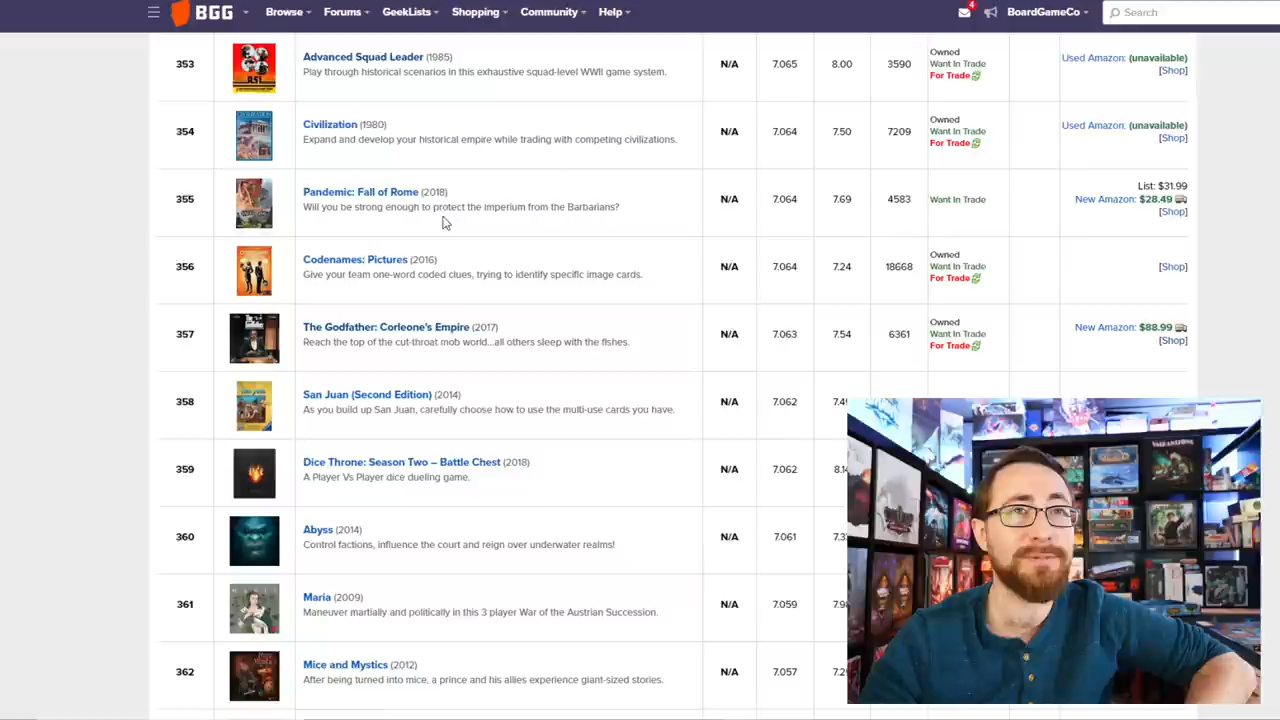 BGG Browse Forums GeekLists Shopping Community Help 4 BoardGameCo Search
353 Advanced Squad Leader (1985) N/A 7.065 8.00 3590 Owned Used Amazon: (unavailable)
Play through historical scenarios in this exhaustive squad-level WWII game system. Want In Trade [Shop]
For Trade
354 Civilization (1980) N/A 7.064 7.50 7209 Owned Used Amazon: (unavailable)
Expand and develop your historical empire while trading with competing civilizations. Want In Trade [Shop]
For Trade
355 Pandemic: Fall of Rome (2018) N/A 7.064 7.69 4583 Want In Trade List: $31.99
Will you be strong enough to protect the Imperium from the Barbarians? New Amazon: $28.49
[Shop]
356 Codenames: Pictures (2016) N/A 7.064 7.24 18668 Owned [Shop]
Give your team one-word coded clues, trying to identify specific image cards. Want In Trade
For Trade
357 The Godfather: Corleone's Empire (2017) N/A 7.063 7.54 6361 Owned New Amazon: $88.99
Reach the top of the cut-throat mob world...all others sleep with the fishes. Want In Trade [Shop]
For Trade
358 San Juan (Second Edition) (2014) N/A 7.062
As you build up San Juan, carefully choose how to use the multi-use cards you have.
359 Dice Throne: Season Two – Battle Chest (2018) N/A 7.062
A Player Vs Player dice dueling game.
360 Abyss (2014) N/A 7.061
Control factions, influence the court and reign over underwater realms!
361 Maria (2009) N/A 7.059
Maneuver martially and politically in this 3 player War of the Austrian Succession.
362 Mice and Mystics (2012) N/A 7.057
After being turned into mice, a prince and his allies experience giant-sized stories.